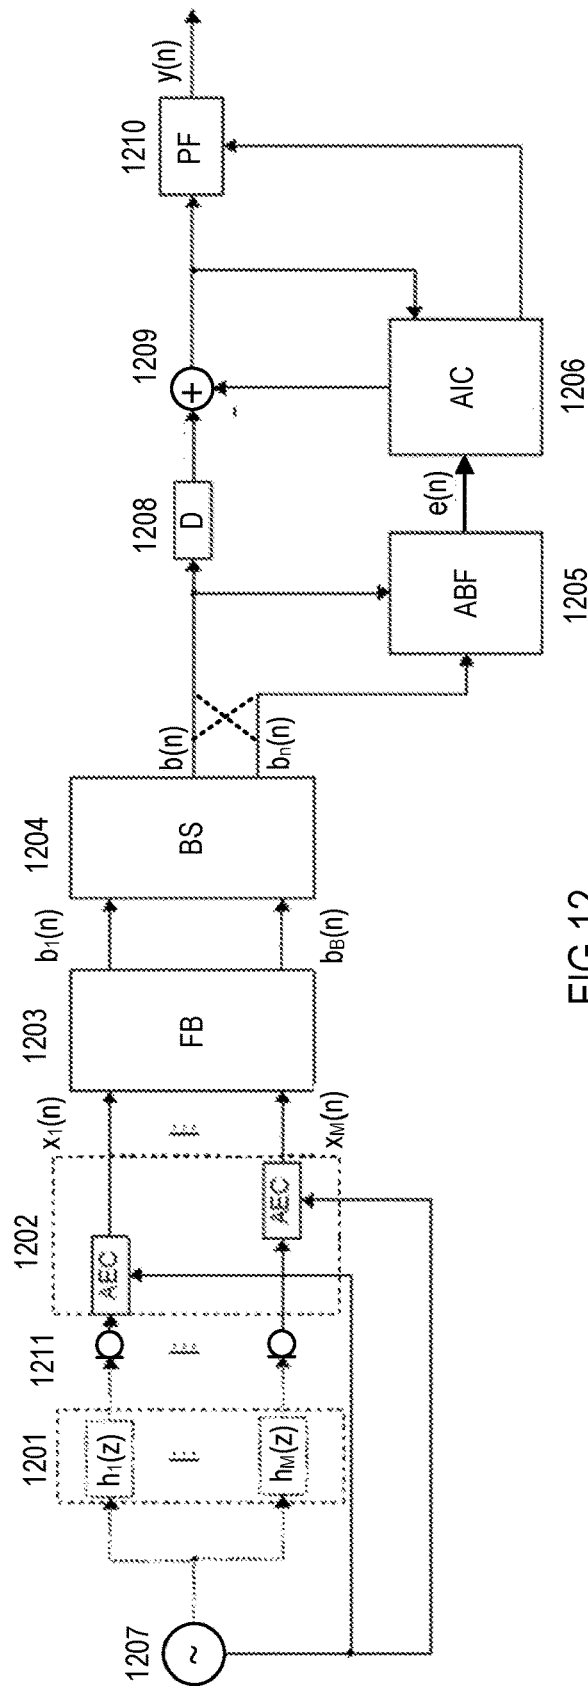 1207
~
1201
h1(z)
hM(z)
1211
1202
AEC
AEC
x1(n)
xM(n)
1203
FB
b1(n)
bB(n)
1204
BS
b(n)
bn(n)
1208
D
1209
+
-
1210
PF
y(n)
ABF
1205
e(n)
AIC
1206
FIG 12